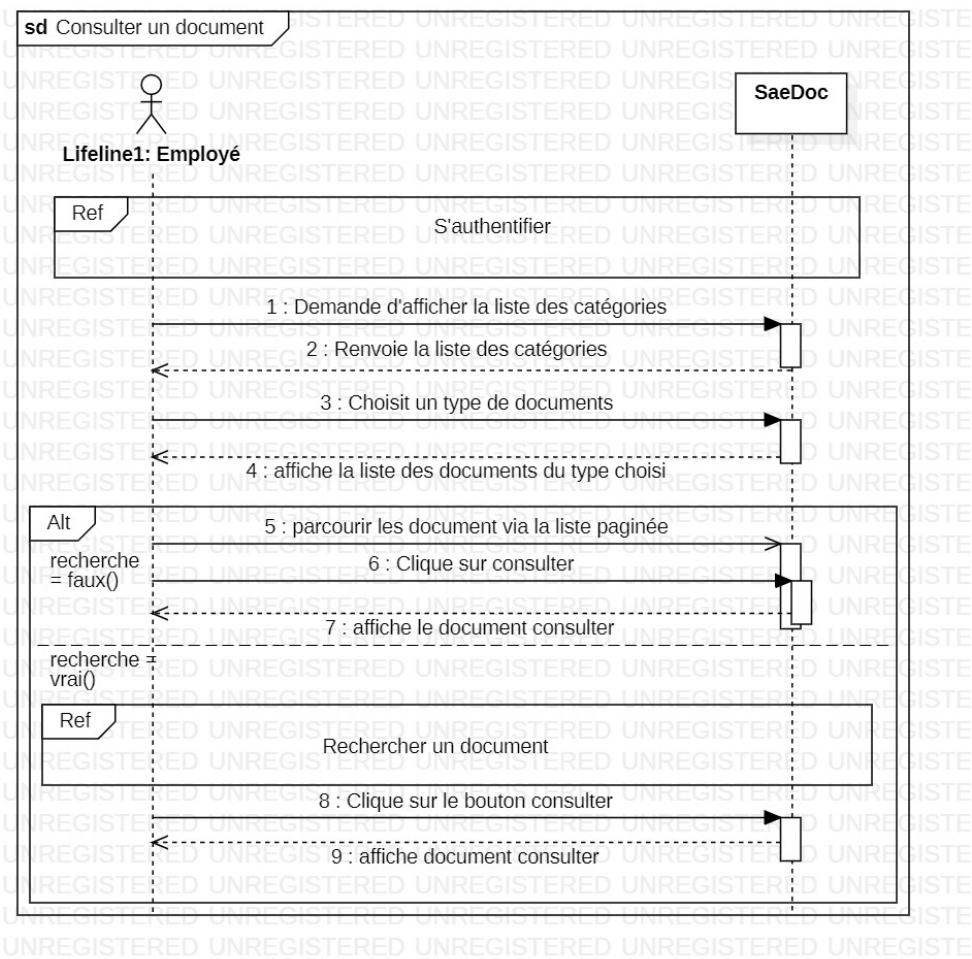 sd Consulter un document
Lifeline1: Employé
SaeDoc
Ref
S'authentifier
1 : Demande d'afficher la liste des catégories
2 : Renvoie la liste des catégories
3 : Choisit un type de documents
4 : affiche la liste des documents du type choisi
Alt
5 : parcourir les document via la liste paginée
recherche
= faux()
6 : Clique sur consulter
7 : affiche le document consulter
recherche =
vrai()
Ref
Rechercher un document
8 : Clique sur le bouton consulter
9 : affiche document consulter
UNREGISTERED